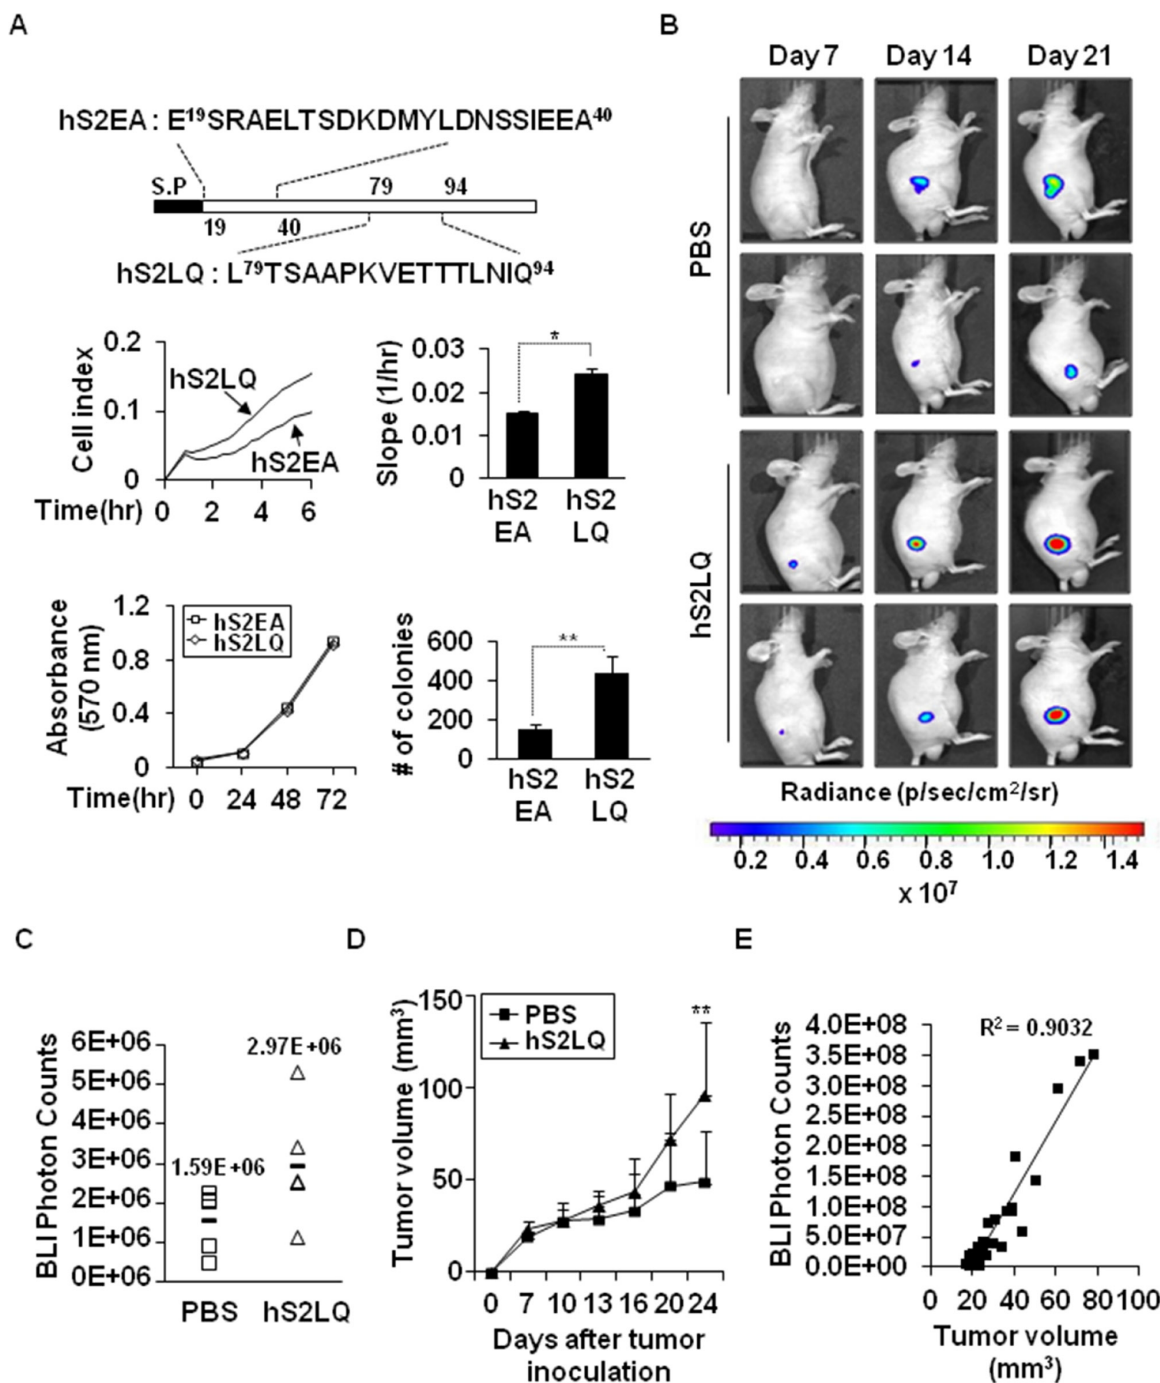 A
hS2EA : E19SRAELTSDKDMYLDNSSIEEA40
S.P
79
94
19
40
hS2LQ : L79TSAAPKVETTTLNIQ94
Cell index
0.2
0.1
0
hS2LQ
hS2EA
Time(hr) 0 2 4 6
Slope (1/hr)
0.03
0.02
0.01
0
*
hS2 EA
hS2 LQ
Absorbance
(570 nm)
1.2
0.8
0.4
0
hS2EA
hS2LQ
Time(hr) 0 24 48 72
# of colonies
600
400
200
0
**
hS2 EA
hS2 LQ
B
Day 7 Day 14 Day 21
PBS
hS2LQ
Radiance (p/sec/cm2/sr)
0.2 0.4 0.6 0.8 1.0 1.2 1.4
x 107
C
BLI Photon Counts
6E+06
5E+06
4E+06
3E+06
2E+06
1E+06
0E+06
1.59E+06
2.97E+06
PBS hS2LQ
D
Tumor volume (mm3)
150
100
50
0
PBS
hS2LQ
**
0 7 10 13 16 20 24
Days after tumor
inoculation
E
BLI Photon Counts
4.0E+08
3.5E+08
3.0E+08
2.5E+08
2.0E+08
1.5E+08
1.0E+08
5.0E+07
0.0E+00
R2 = 0.9032
0 20 40 60 80 100
Tumor volume
(mm3)